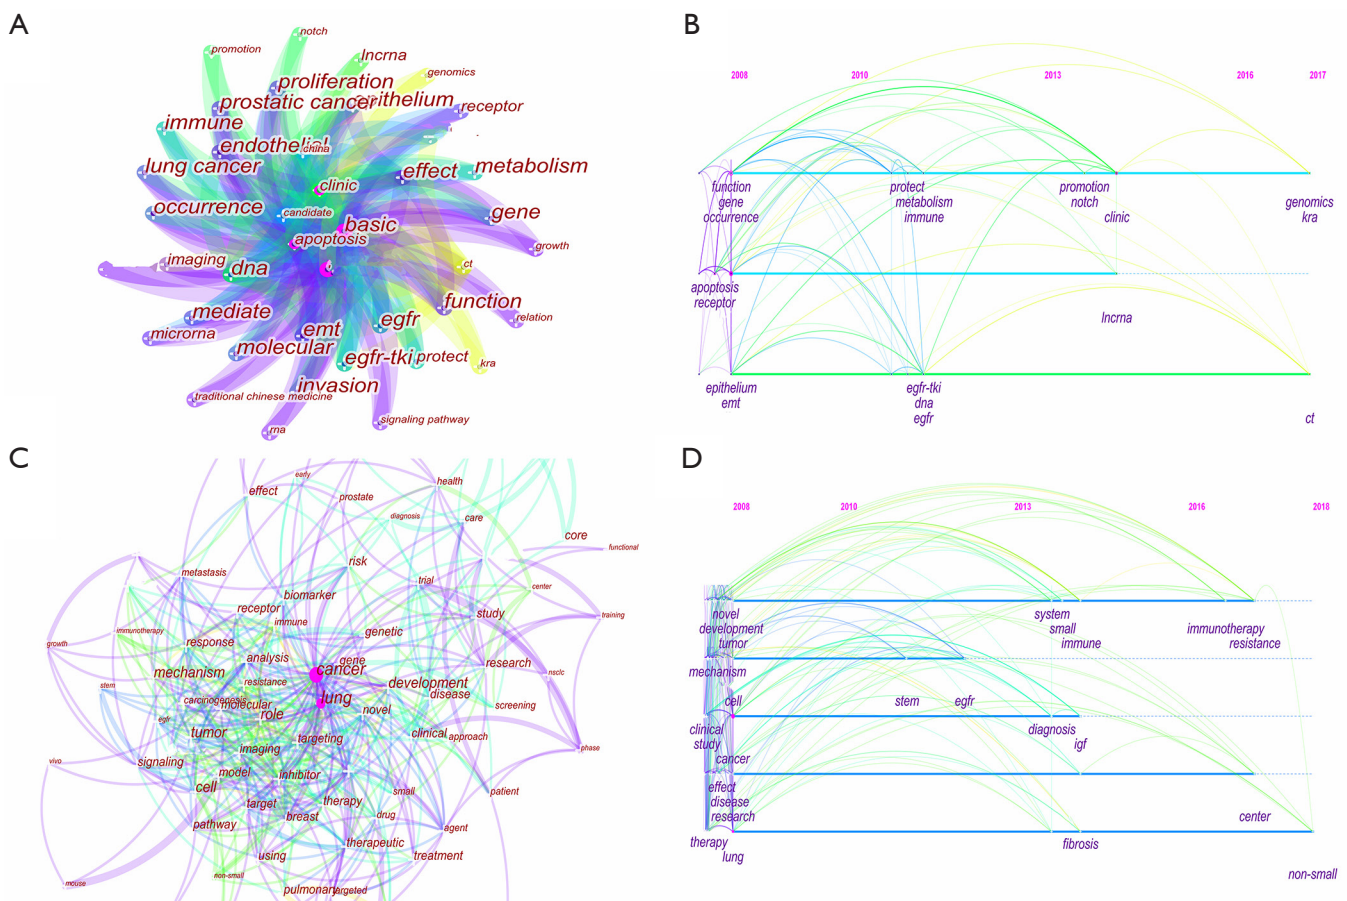 A
notch
promotion
lncrna
genomics
proliferation
prostatic cancer
epithelium
receptor
immune
endothelial
china
lung cancer
effect
metabolism
clinic
occurrence
candidate
basic
gene
apoptosis
growth
imaging
dna
ct
mediate
function
relation
microrna
emt
egfr
molecular
egfr-tki
protect
kra
invasion
traditional chinese medicine
signaling pathway
rna
B
2008
2010
2013
2016
2017
function
gene
occurrence
protect
metabolism
immune
promotion
notch
clinic
genomics
kra
apoptosis
receptor
lncrna
epithelium
emt
egfr-tki
dna
egfr
ct
C
early
effect
prostate
health
diagnosis
care
core
functional
metastasis
risk
trial
center
biomarker
receptor
study
training
immune
growth
immunotherapy
response
genetic
analysis
gene
cancer
research
mechanism
nsclc
resistance
development
stem
disease
carcinogenesis
molecular
lung
role
novel
screening
egfr
tumor
targeting
clinical
approach
imaging
phase
vivo
signaling
model
inhibitor
cell
small
patient
target
therapy
breast
drug
pathway
agent
therapeutic
using
treatment
non-small
mouse
pulmonary
targeted
D
2008
2010
2013
2016
2018
novel
development
tumor
system
small
immune
immunotherapy
resistance
mechanism
cell
stem
egfr
clinical
study
cancer
diagnosis
igf
effect
disease
research
center
therapy
lung
fibrosis
non-small